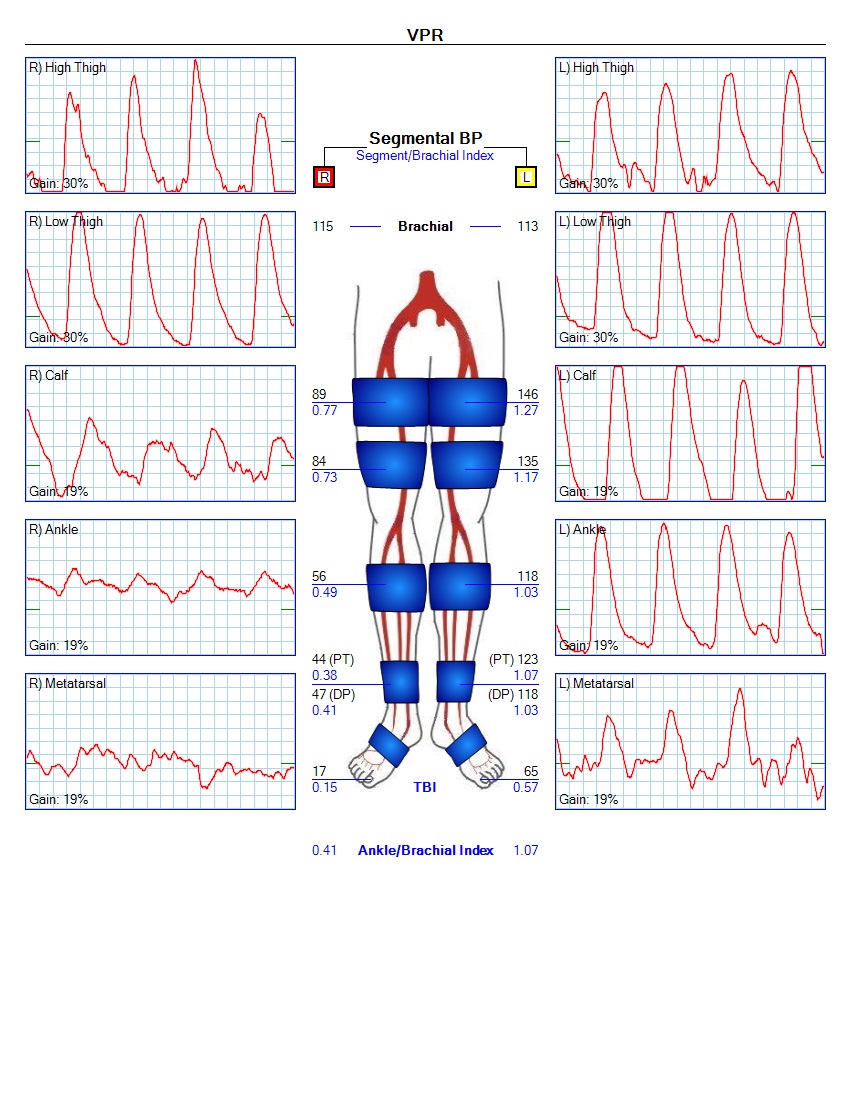 VPR
R) High Thigh
Gain: 30%
R) Low Thigh
Gain: 30%
R) Calf
Gain: 19%
R) Ankle
Gain: 19%
R) Metatarsal
Gain: 19%
Segmental BP
Segment/Brachial Index
R L
115 Brachial 113
89 146
0.77 1.27
84 135
0.73 1.17
56 118
0.49 1.03
44 (PT) (PT) 123
0.38 1.07
47 (DP) (DP) 118
0.41 1.03
17 65
0.15 TBI 0.57
0.41 Ankle/Brachial Index 1.07
L) High Thigh
Gain: 30%
L) Low Thigh
Gain: 30%
L) Calf
Gain: 19%
L) Ankle
Gain: 19%
L) Metatarsal
Gain: 19%